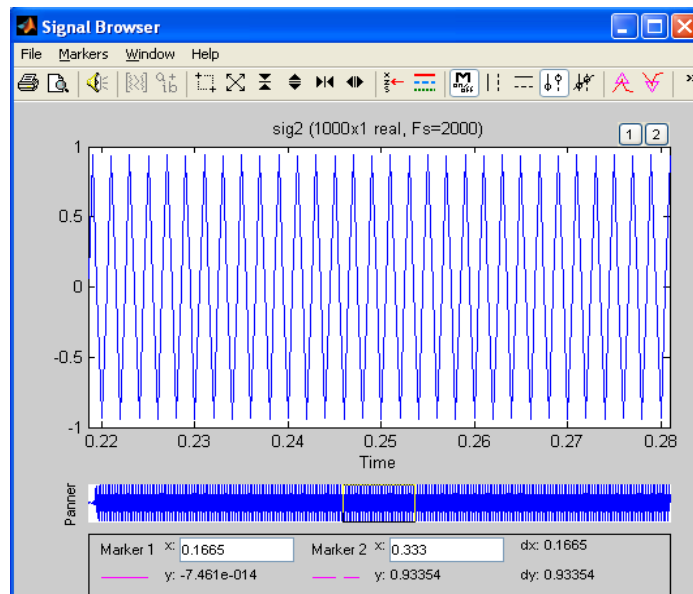 Signal Browser
File Markers Window Help
M on/off
sig2 (1000x1 real, Fs=2000)
1 2
1
0.5
0
-0.5
-1
0.22 0.23 0.24 0.25 0.26 0.27 0.28
Time
Panner
Marker 1 x: 0.1665 Marker 2 x: 0.333 dx: 0.1665
y: -7.461e-014 y: 0.93354 dy: 0.93354